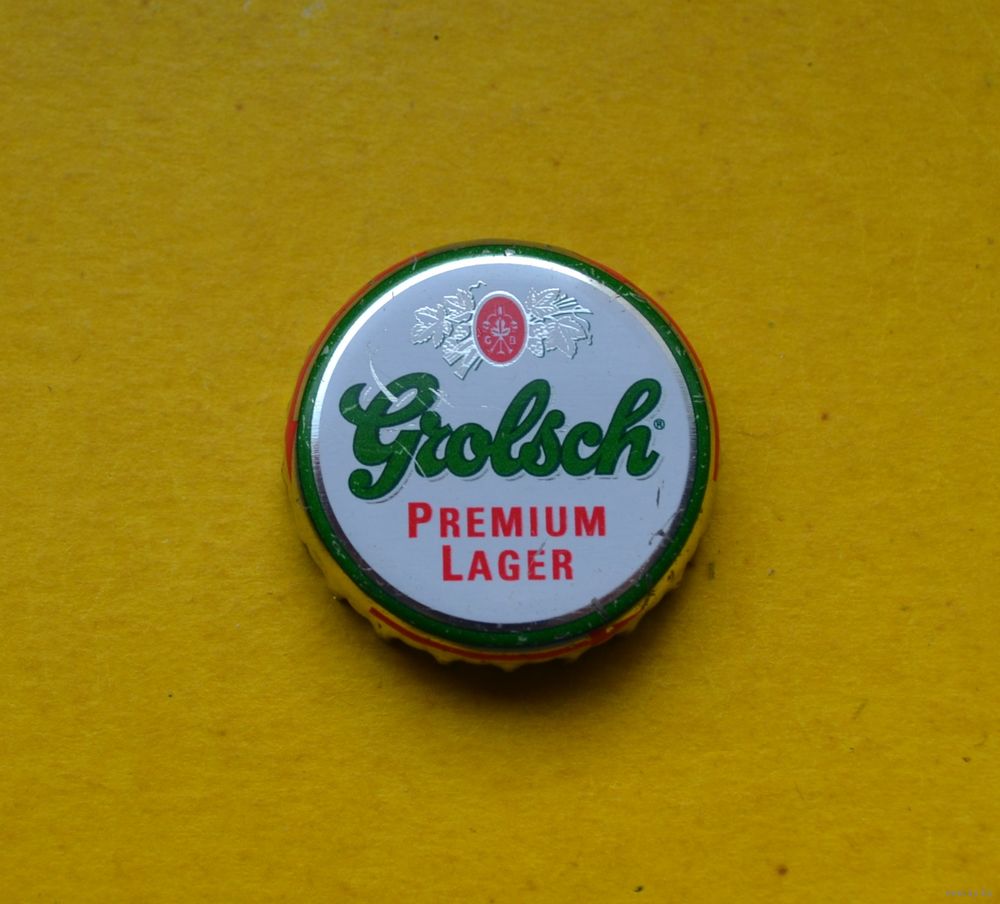 G B
Grolsch®
PREMIUM
LAGER